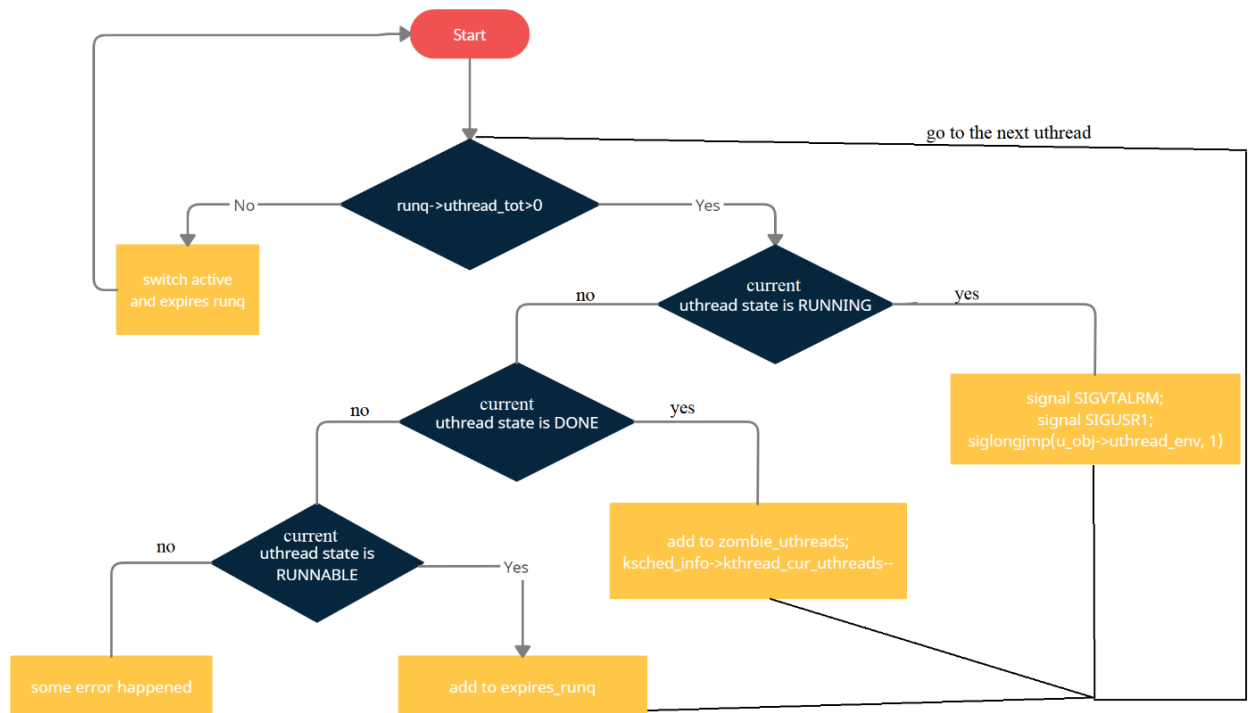 Start
go to the next uthread
runq->uthread_tot>0
No
Yes
switch active
and expires runq
current
uthread state is RUNNING
no
yes
signal SIGVTALRM;
signal SIGUSR1;
siglongjmp(u_obj->uthread_env, 1)
current
uthread state is DONE
no
yes
add to zombie_uthreads;
ksched_info->kthread_cur_uthreads--
current
uthread state is
RUNNABLE
no
Yes
some error happened
add to expires_runq